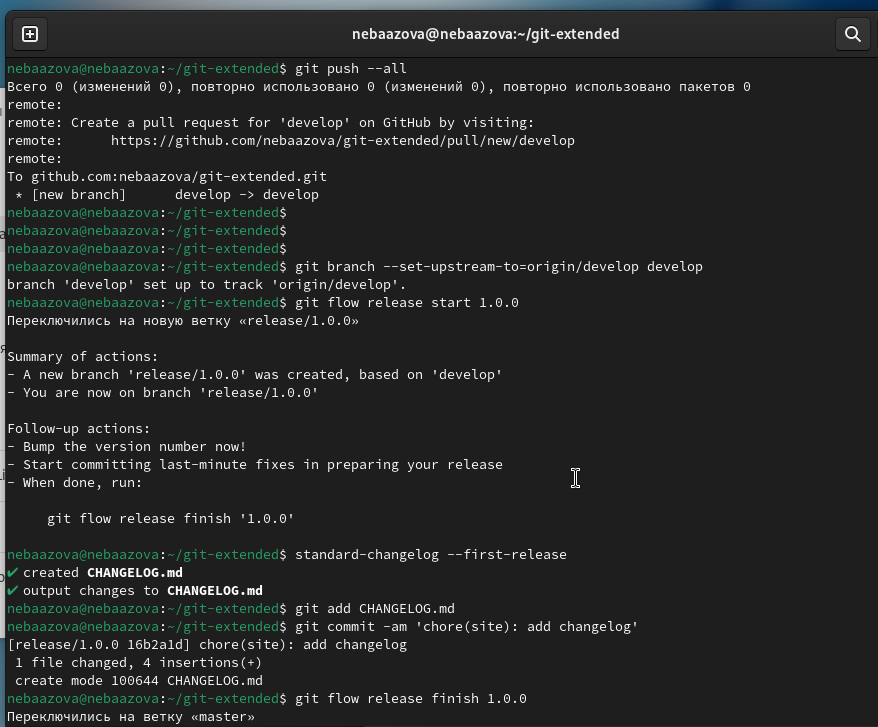 nebaazova@nebaazova:~/git-extended
nebaazova@nebaazova:~/git-extended$ git push --all
Всего 0 (изменений 0), повторно использовано 0 (изменений 0), повторно использовано пакетов 0
remote:
remote: Create a pull request for 'develop' on GitHub by visiting:
remote:      https://github.com/nebaazova/git-extended/pull/new/develop
remote:
To github.com:nebaazova/git-extended.git
 * [new branch]      develop -> develop
nebaazova@nebaazova:~/git-extended$
nebaazova@nebaazova:~/git-extended$
nebaazova@nebaazova:~/git-extended$
nebaazova@nebaazova:~/git-extended$ git branch --set-upstream-to=origin/develop develop
branch 'develop' set up to track 'origin/develop'.
nebaazova@nebaazova:~/git-extended$ git flow release start 1.0.0
Переключились на новую ветку «release/1.0.0»
Summary of actions:
- A new branch 'release/1.0.0' was created, based on 'develop'
- You are now on branch 'release/1.0.0'
Follow-up actions:
- Bump the version number now!
- Start committing last-minute fixes in preparing your release
- When done, run:
     git flow release finish '1.0.0'
nebaazova@nebaazova:~/git-extended$ standard-changelog --first-release
✔ created CHANGELOG.md
✔ output changes to CHANGELOG.md
nebaazova@nebaazova:~/git-extended$ git add CHANGELOG.md
nebaazova@nebaazova:~/git-extended$ git commit -am 'chore(site): add changelog'
[release/1.0.0 16b2a1d] chore(site): add changelog
 1 file changed, 4 insertions(+)
 create mode 100644 CHANGELOG.md
nebaazova@nebaazova:~/git-extended$ git flow release finish 1.0.0
Переключились на ветку «master»